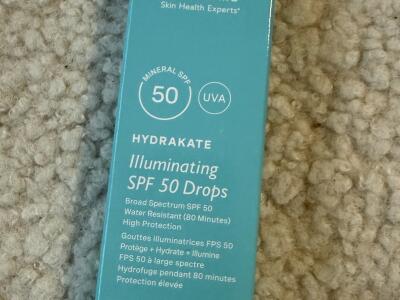 Skin Health Experts*
MINERAL SPF
50
UVA
HYDRAKATE
Illuminating
SPF 50 Drops
Broad Spectrum SPF 50
Water Resistant (80 Minutes)
High Protection
Gouttes illuminatrices FPS 50
Protège + Hydrate + Illumine
FPS 50 à large spectre
Hydrofuge pendant 80 minutes
Protection élevée